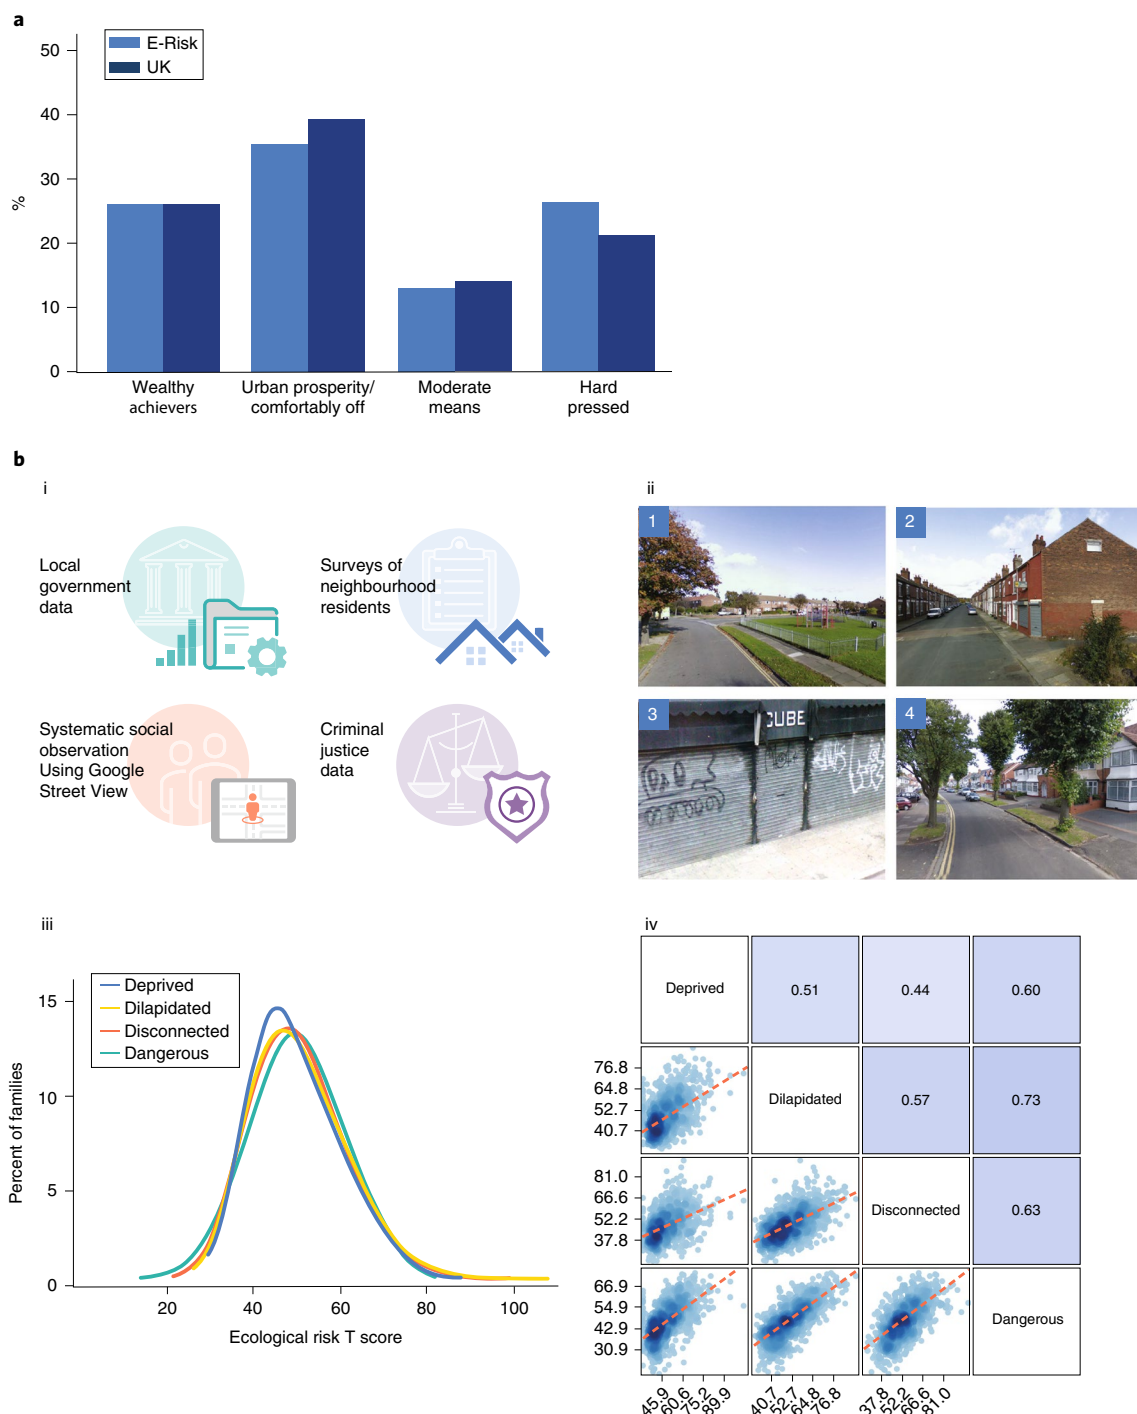 a
E-Risk
UK
50
40
30
20
10
0
%
Wealthy
achievers
Urban prosperity/
comfortably off
Moderate
means
Hard
pressed
b
i
Local
government
data
Surveys of
neighbourhood
residents
Systematic social
observation
Using Google
Street View
Criminal
justice
data
ii
1
2
3
CUBE
4
iii
Deprived
Dilapidated
Disconnected
Dangerous
15
10
5
0
Percent of families
20
40
60
80
100
Ecological risk T score
iv
Deprived
0.51
0.44
0.60
76.8
64.8
52.7
40.7
Dilapidated
0.57
0.73
81.0
66.6
52.2
37.8
Disconnected
0.63
66.9
54.9
42.9
30.9
Dangerous
45.9
60.6
75.2
89.9
40.7
52.7
64.8
76.8
37.8
52.2
66.6
81.0